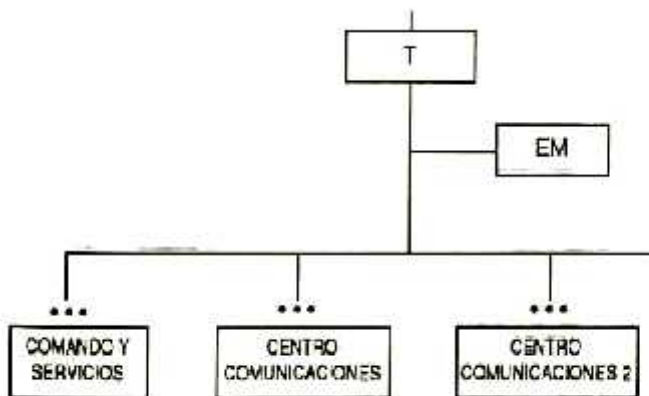 T
EM
COMANDO Y
SERVICIOS
CENTRO
COMUNICACIONES
CENTRO
COMUNICACIONES 2